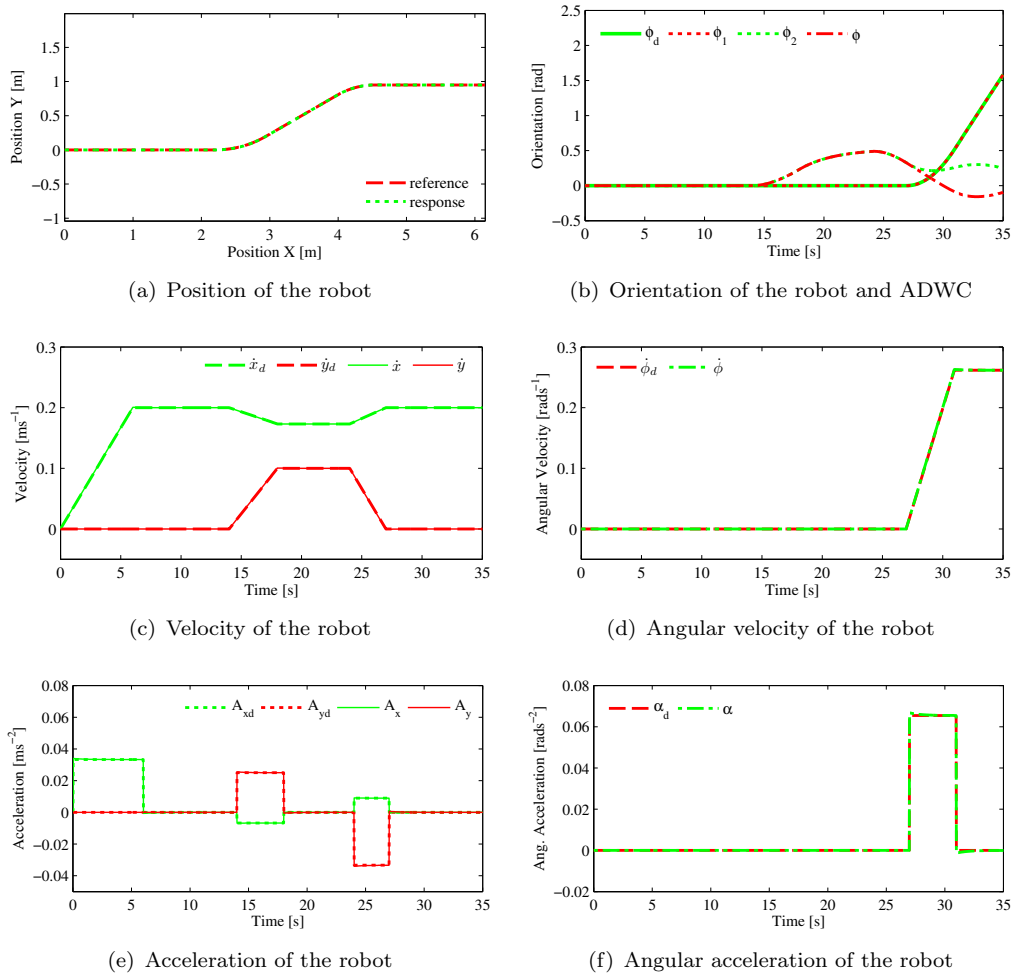 1.5
1
0.5
0
−0.5
−1
Position Y [m]
reference
response
0 1 2 3 4 5 6
Position X [m]
(a) Position of the robot
2.5
2
1.5
1
0.5
0
−0.5
Orientation [rad]
ϕd ϕ1 ϕ2 ϕ
0 5 10 15 20 25 30 35
Time [s]
(b) Orientation of the robot and ADWC
0.3
0.2
0.1
0
Velocity [ms⁻¹]
ẋd ẏd ẋ ẏ
0 5 10 15 20 25 30 35
Time [s]
(c) Velocity of the robot
0.3
0.2
0.1
0
Angular Velocity [rads⁻¹]
ϕ̇d ϕ̇
0 5 10 15 20 25 30 35
Time [s]
(d) Angular velocity of the robot
0.08
0.06
0.04
0.02
0
−0.02
−0.04
Acceleration [ms⁻²]
Axd Ayd Ax Ay
0 5 10 15 20 25 30 35
Time [s]
(e) Acceleration of the robot
0.08
0.06
0.04
0.02
0
−0.02
Ang. Acceleration [rads⁻²]
αd α
0 5 10 15 20 25 30 35
Time [s]
(f) Angular acceleration of the robot